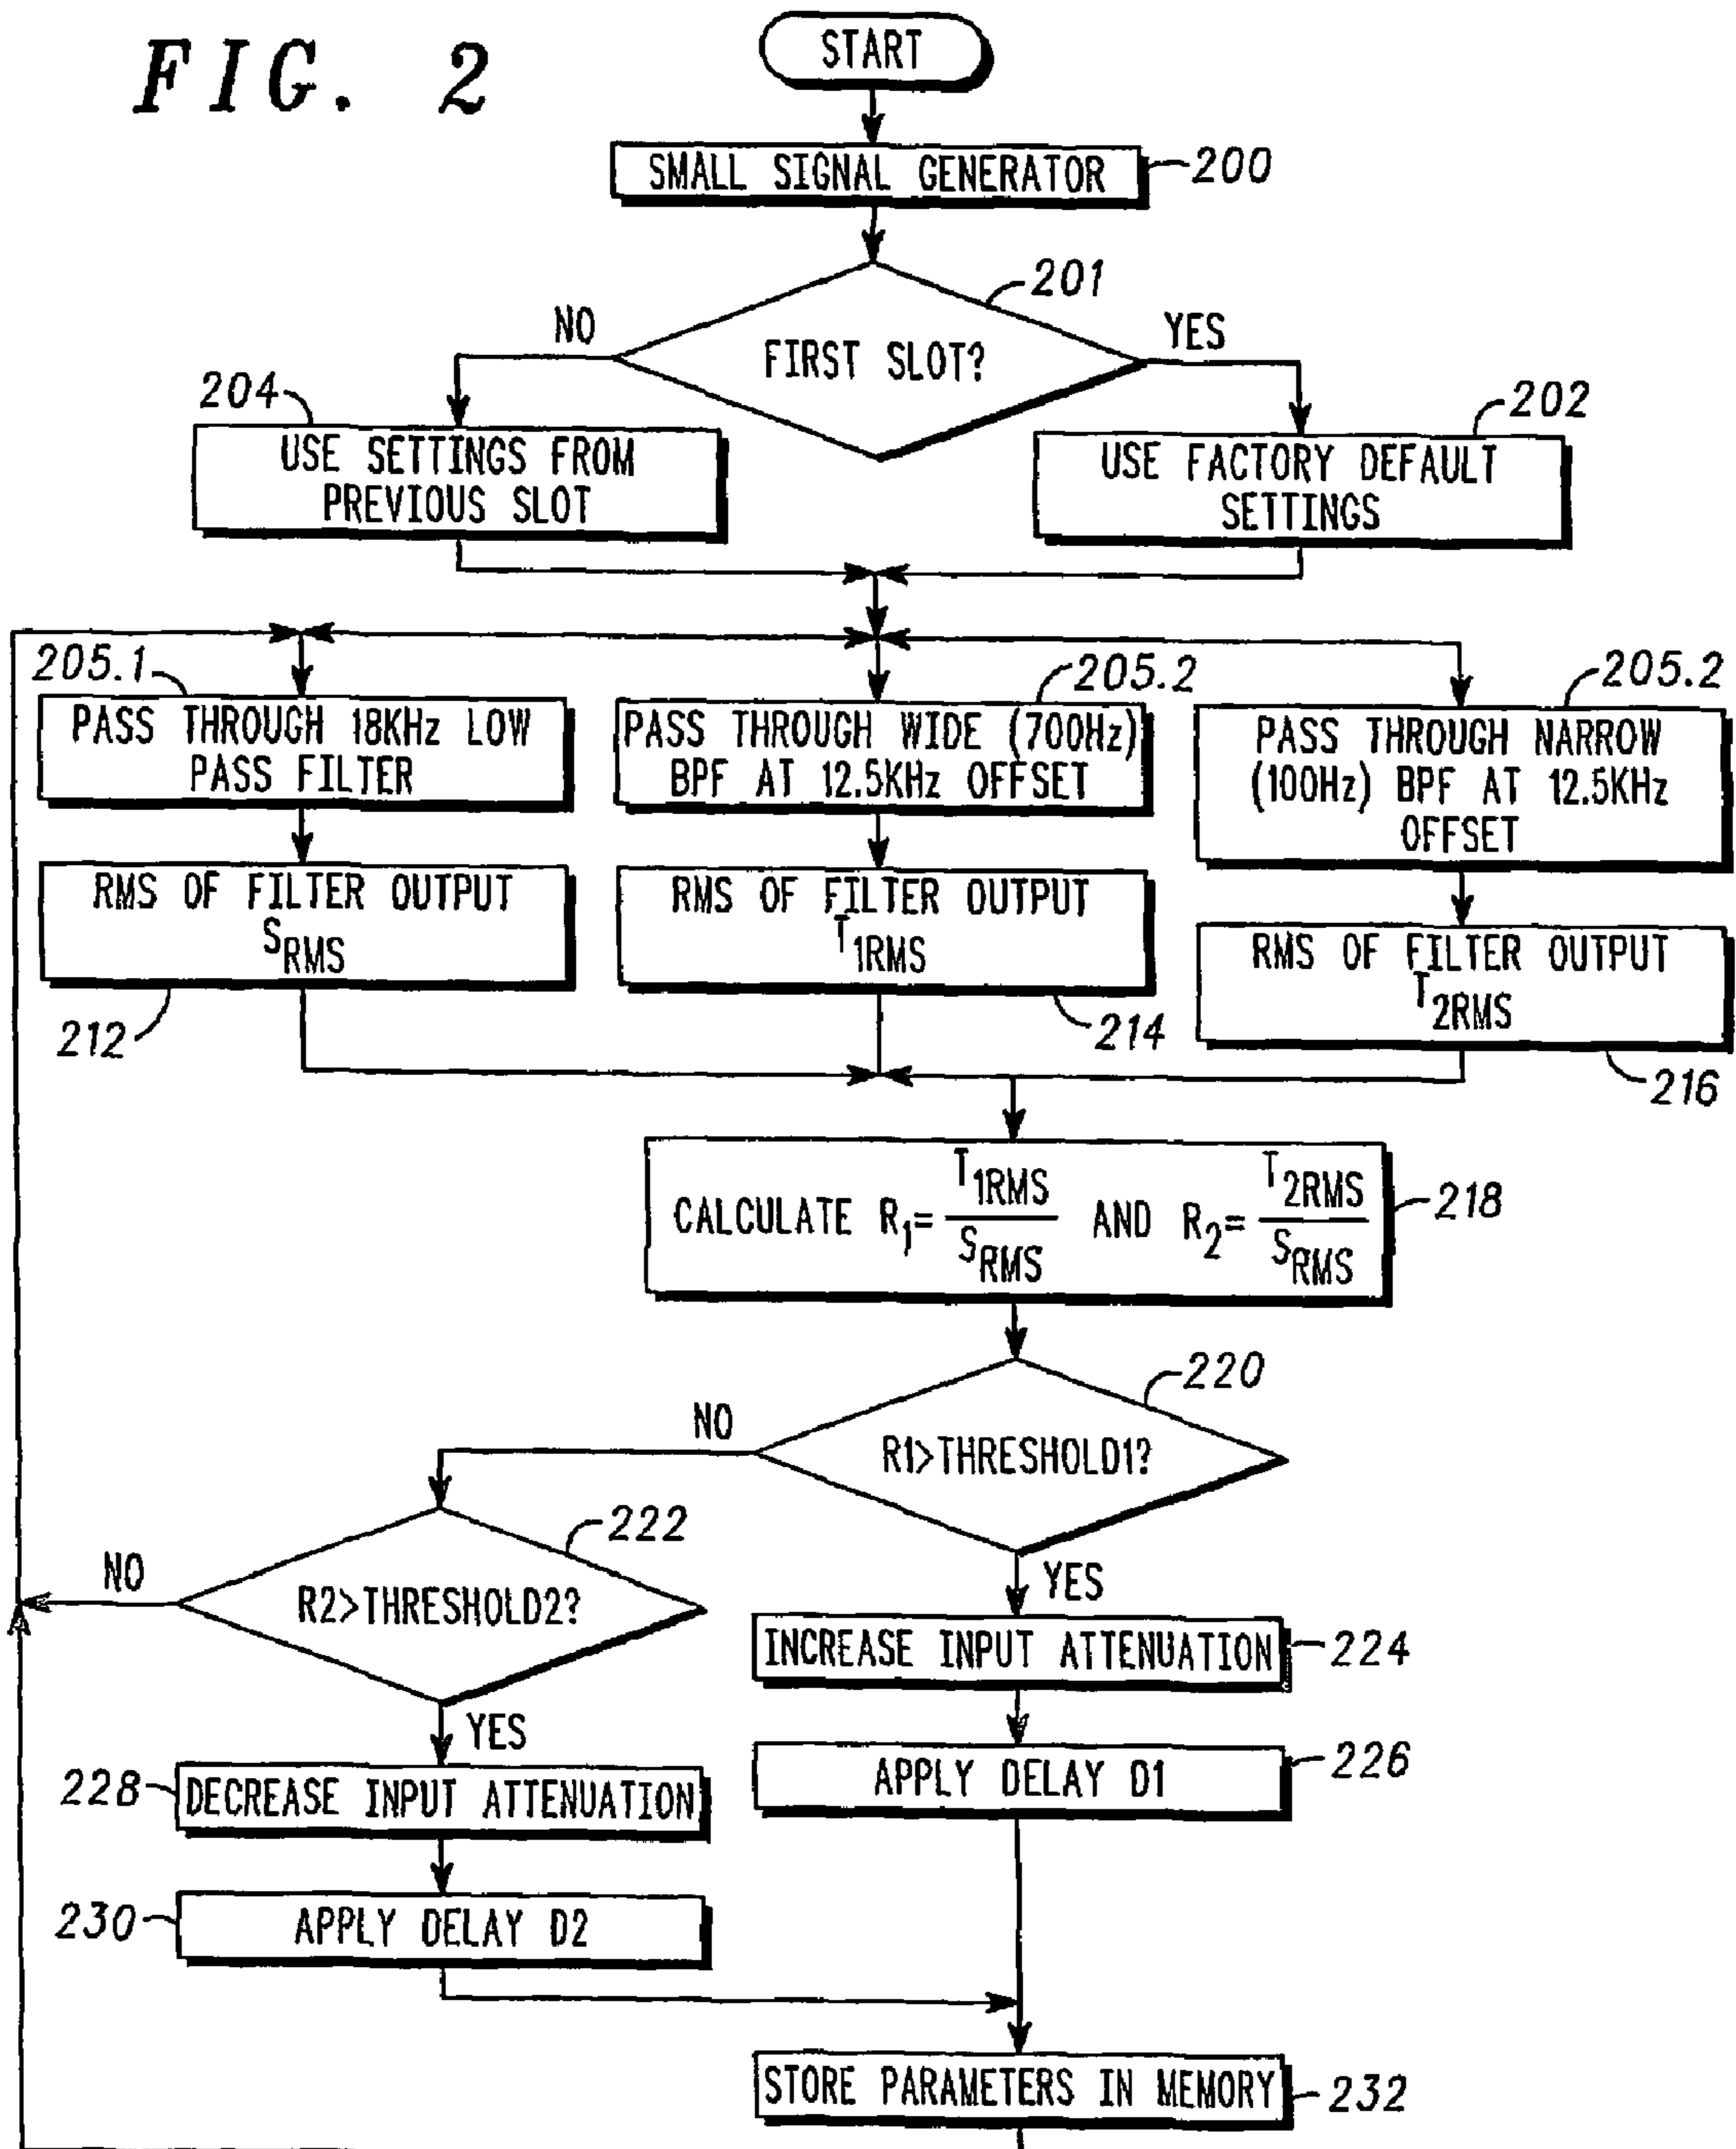 FIG. 2
START
SMALL SIGNAL GENERATOR
200
201
FIRST SLOT?
NO
YES
204
USE SETTINGS FROM
PREVIOUS SLOT
202
USE FACTORY DEFAULT
SETTINGS
205.1
PASS THROUGH 18KHz LOW
PASS FILTER
205.2
PASS THROUGH WIDE (700Hz)
BPF AT 12.5KHz OFFSET
205.2
PASS THROUGH NARROW
(100Hz) BPF AT 12.5KHz
OFFSET
RMS OF FILTER OUTPUT
SRMS
212
RMS OF FILTER OUTPUT
T1RMS
214
RMS OF FILTER OUTPUT
T2RMS
216
CALCULATE R1= T1RMS/SRMS AND R2= T2RMS/SRMS
218
220
R1>THRESHOLD1?
NO
YES
222
R2>THRESHOLD2?
NO
YES
INCREASE INPUT ATTENUATION
224
APPLY DELAY D1
226
228
DECREASE INPUT ATTENUATION
230
APPLY DELAY D2
STORE PARAMETERS IN MEMORY
232